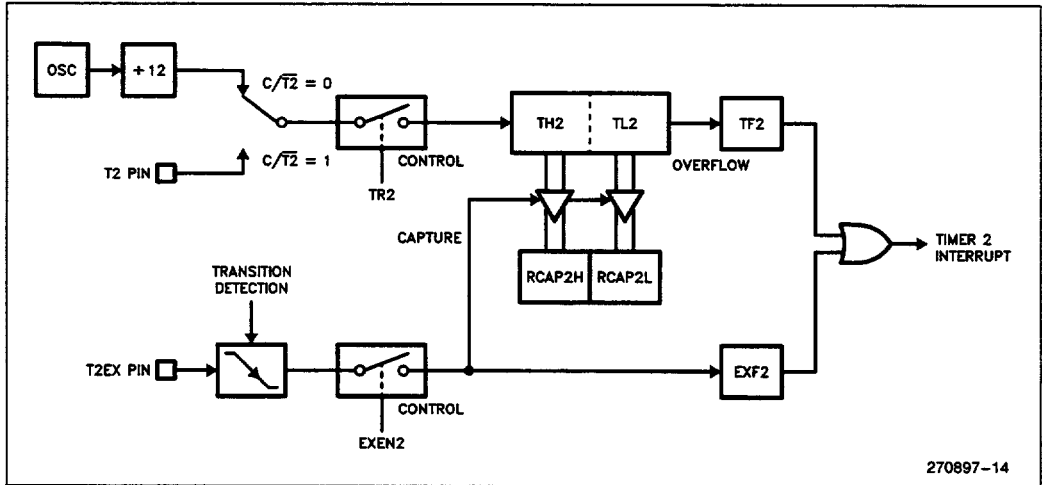 OSC
÷12
C/T2̅ = 0
TH2
TL2
TF2
CONTROL
OVERFLOW
C/T2̅ = 1
T2 PIN
TR2
CAPTURE
TIMER 2
INTERRUPT
TRANSITION
DETECTION
RCAP2H
RCAP2L
T2EX PIN
EXF2
CONTROL
EXEN2
270897-14